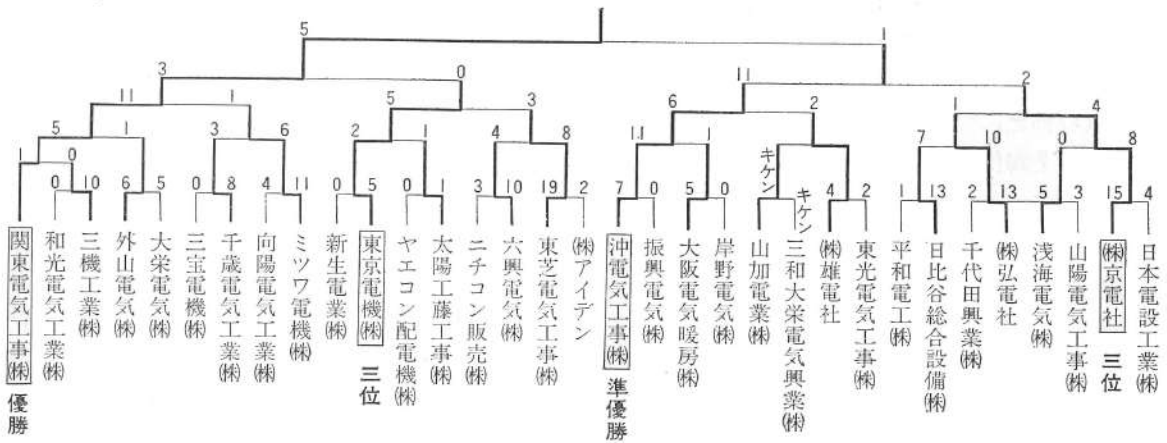 5
1
3
0
11
2
11
1
5
3
6
2
1
4
5
1
3
6
2
1
4
8
11
1
7
10
0
8
1
0
0
10
6
5
0
8
4
11
0
5
0
1
3
10
19
2
7
0
5
0
キケン
キケン
4
2
1
13
2
13
5
3
15
4
関東電気工事㈱ 優勝
和光電気工業㈱
三機工業㈱
外山電気㈱
大栄電気㈱
三宝電機㈱
千歳電気工業㈱
向陽電気工業㈱
ミツワ電機㈱
新生電業㈱
東京電機㈱ 三位
ヤエコン配電機㈱
太陽工藤工事㈱
ニチコン販売㈱
六興電気㈱
東芝電気工事㈱
㈱アイデン
沖電気工事㈱ 準優勝
振興電気㈱
大阪電気暖房㈱
岸野電気㈱
山加電業㈱
三和大栄電気興業㈱
㈱雄電社
東光電気工事㈱
平和電工㈱
日比谷総合設備㈱
千代田興業㈱
㈱弘電社
浅海電気㈱
山陽電気工事㈱
㈱京電社 三位
日本電設工業㈱